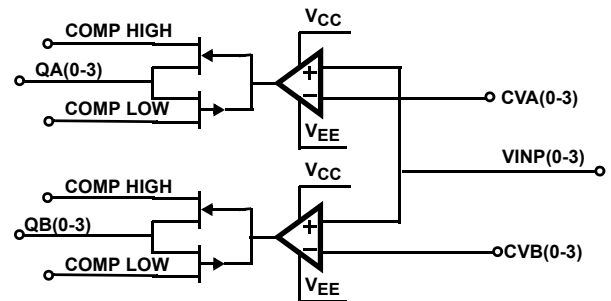 COMP HIGH
VCC
QA(0-3)
+
−
CVA(0-3)
COMP LOW
VEE
VINP(0-3)
VCC
COMP HIGH
QB(0-3)
+
−
CVB(0-3)
COMP LOW
VEE